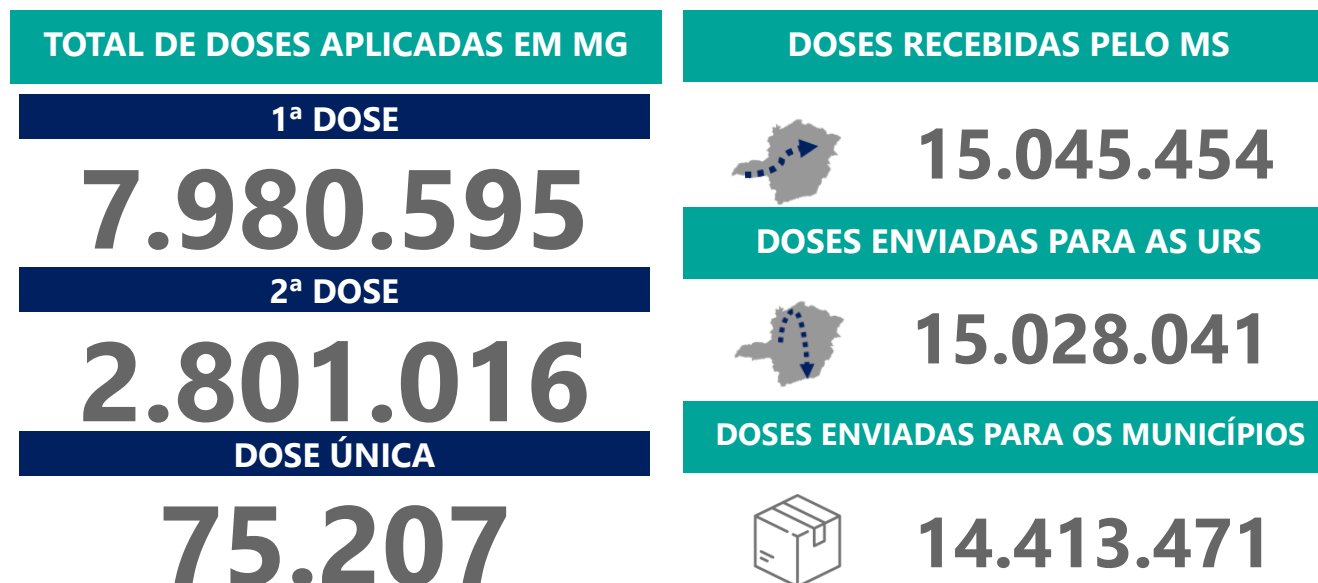 TOTAL DE DOSES APLICADAS EM MG
1ª DOSE
7.980.595
2ª DOSE
2.801.016
DOSE ÚNICA
75.207
DOSES RECEBIDAS PELO MS
15.045.454
DOSES ENVIADAS PARA AS URS
15.028.041
DOSES ENVIADAS PARA OS MUNICÍPIOS
14.413.471